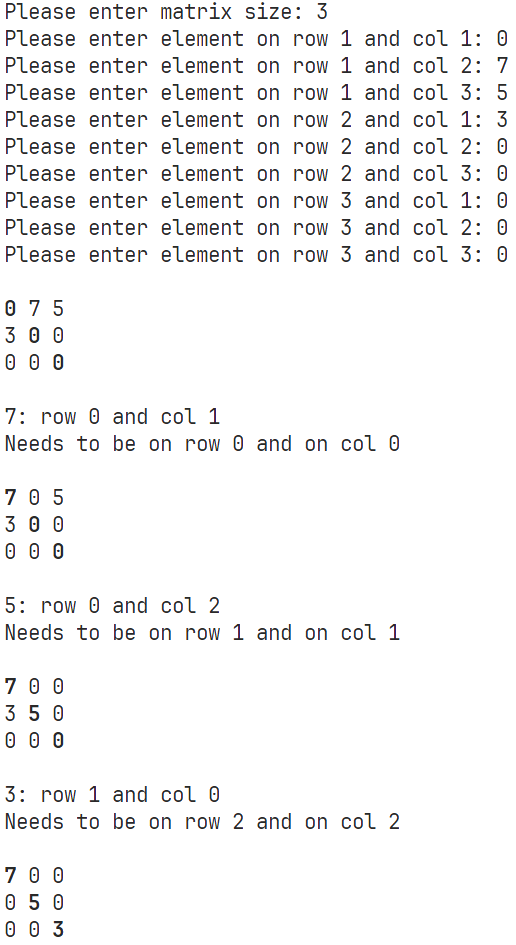 Please enter matrix size: 3
Please enter element on row 1 and col 1: 0
Please enter element on row 1 and col 2: 7
Please enter element on row 1 and col 3: 5
Please enter element on row 2 and col 1: 3
Please enter element on row 2 and col 2: 0
Please enter element on row 2 and col 3: 0
Please enter element on row 3 and col 1: 0
Please enter element on row 3 and col 2: 0
Please enter element on row 3 and col 3: 0
0 7 5
3 0 0
0 0 0
7: row 0 and col 1
Needs to be on row 0 and on col 0
7 0 5
3 0 0
0 0 0
5: row 0 and col 2
Needs to be on row 1 and on col 1
7 0 0
3 5 0
0 0 0
3: row 1 and col 0
Needs to be on row 2 and on col 2
7 0 0
0 5 0
0 0 3